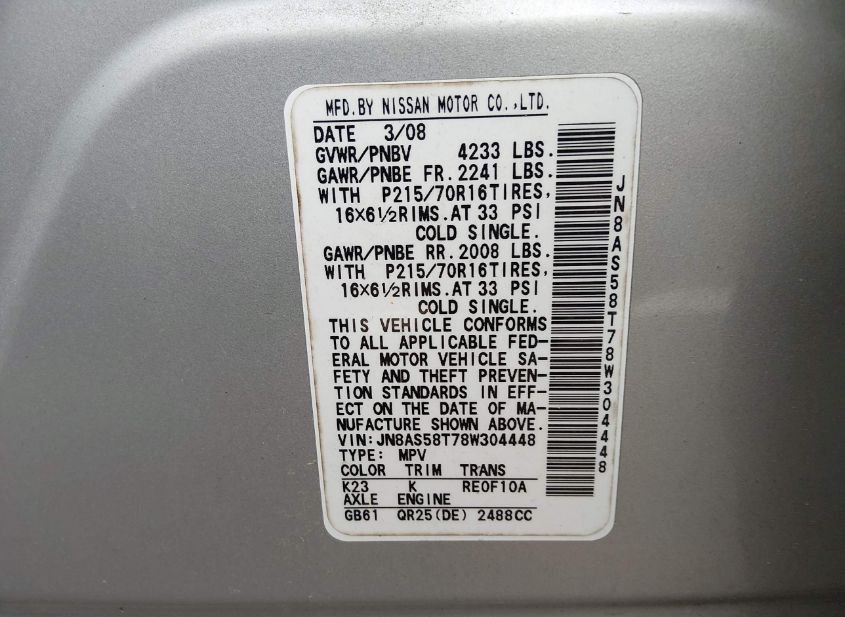 MFD.BY NISSAN MOTOR CO.,LTD.
DATE 3/08
GVWR/PNBV 4233 LBS.
GAWR/PNBE FR.2241 LBS.
WITH P215/70R16TIRES,
16X6½RIMS.AT 33 PSI
COLD SINGLE.
GAWR/PNBE RR.2008 LBS.
WITH P215/70R16TIRES,
16X6½RIMS.AT 33 PSI
COLD SINGLE.
THIS VEHICLE CONFORMS
TO ALL APPLICABLE FED-
ERAL MOTOR VEHICLE SA-
FETY AND THEFT PREVEN-
TION STANDARDS IN EFF-
ECT ON THE DATE OF MA-
NUFACTURE SHOWN ABOVE.
VIN:JN8AS58T78W304448
TYPE: MPV
COLOR TRIM TRANS
K23 K RE0F10A
AXLE ENGINE
GB61 QR25(DE) 2488CC
JN8AS58T78W304448